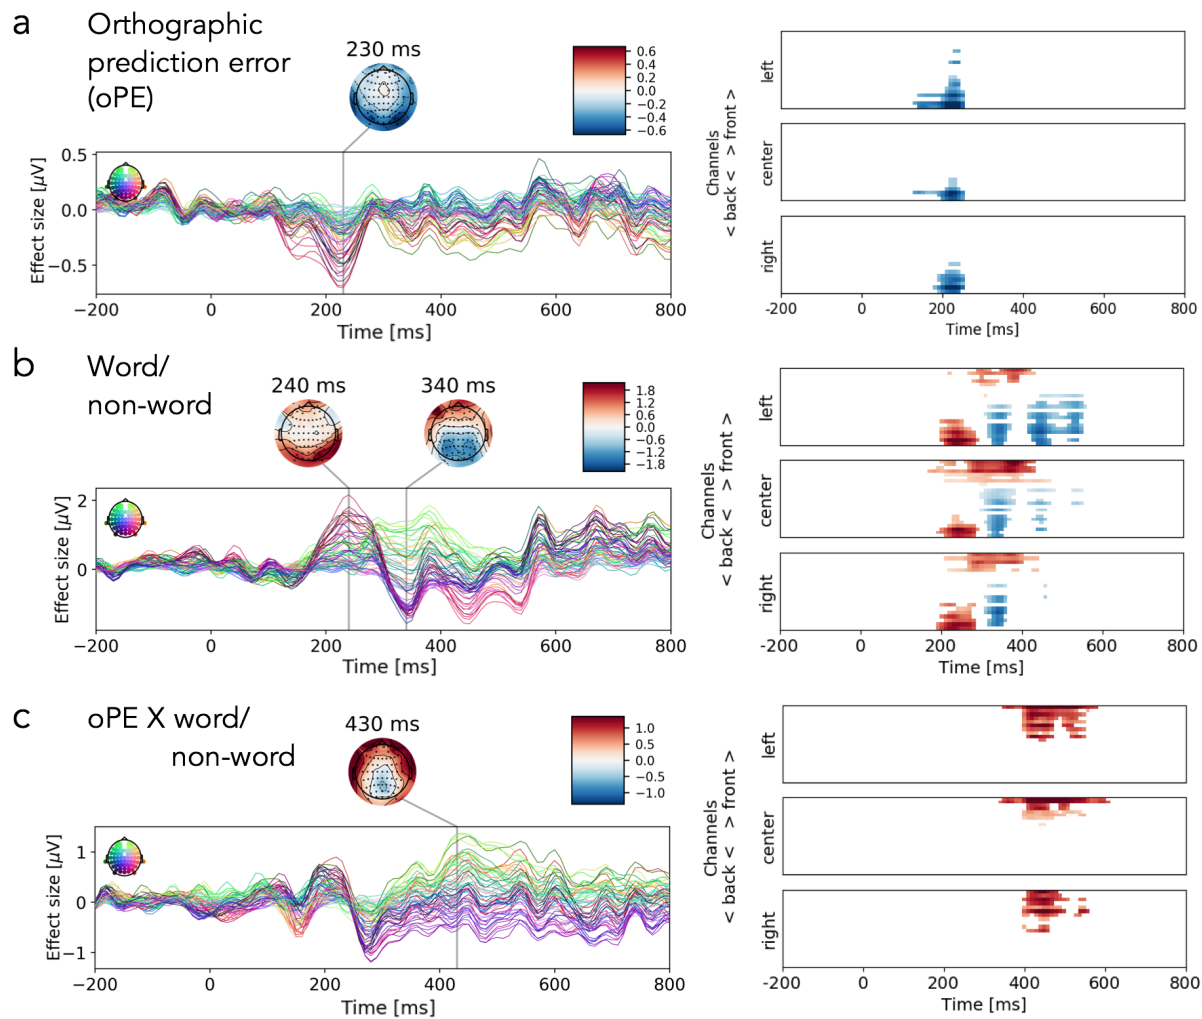 a Orthographic
prediction error
(oPE)
230 ms
0.6
0.4
0.2
0.0
−0.2
−0.4
−0.6
Effect size [µV]
0.5
0.0
−0.5
−200 0 200 400 600 800
Time [ms]
Channels
< back < > front >
left
center
right
-200 0 200 400 600 800
Time [ms]
b Word/
non-word
240 ms 340 ms
1.8
1.2
0.6
0.0
−0.6
−1.2
−1.8
Effect size [µV]
2
0
−200 0 200 400 600 800
Time [ms]
Channels
< back < > front >
left
center
right
-200 0 200 400 600 800
Time [ms]
c oPE X word/
non-word
430 ms
1.0
0.5
0.0
−0.5
−1.0
Effect size [µV]
1
0
−1
−200 0 200 400 600 800
Time [ms]
Channels
< back < > front >
left
center
right
-200 0 200 400 600 800
Time [ms]